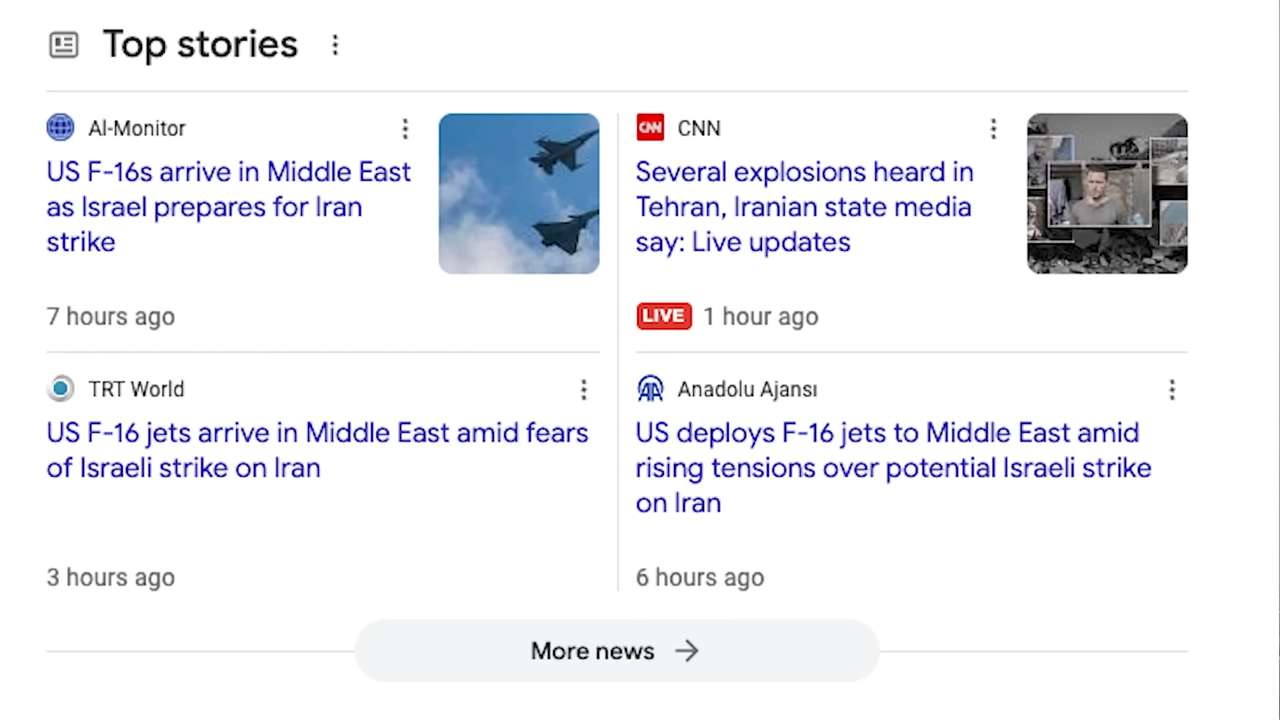 Top stories
Al-Monitor
US F-16s arrive in Middle East
as Israel prepares for Iran
strike
7 hours ago
CNN
CNN
Several explosions heard in
Tehran, Iranian state media
say: Live updates
LIVE 1 hour ago
TRT World
US F-16 jets arrive in Middle East amid fears
of Israeli strike on Iran
3 hours ago
AA
Anadolu Ajansı
US deploys F-16 jets to Middle East amid
rising tensions over potential Israeli strike
on Iran
6 hours ago
More news